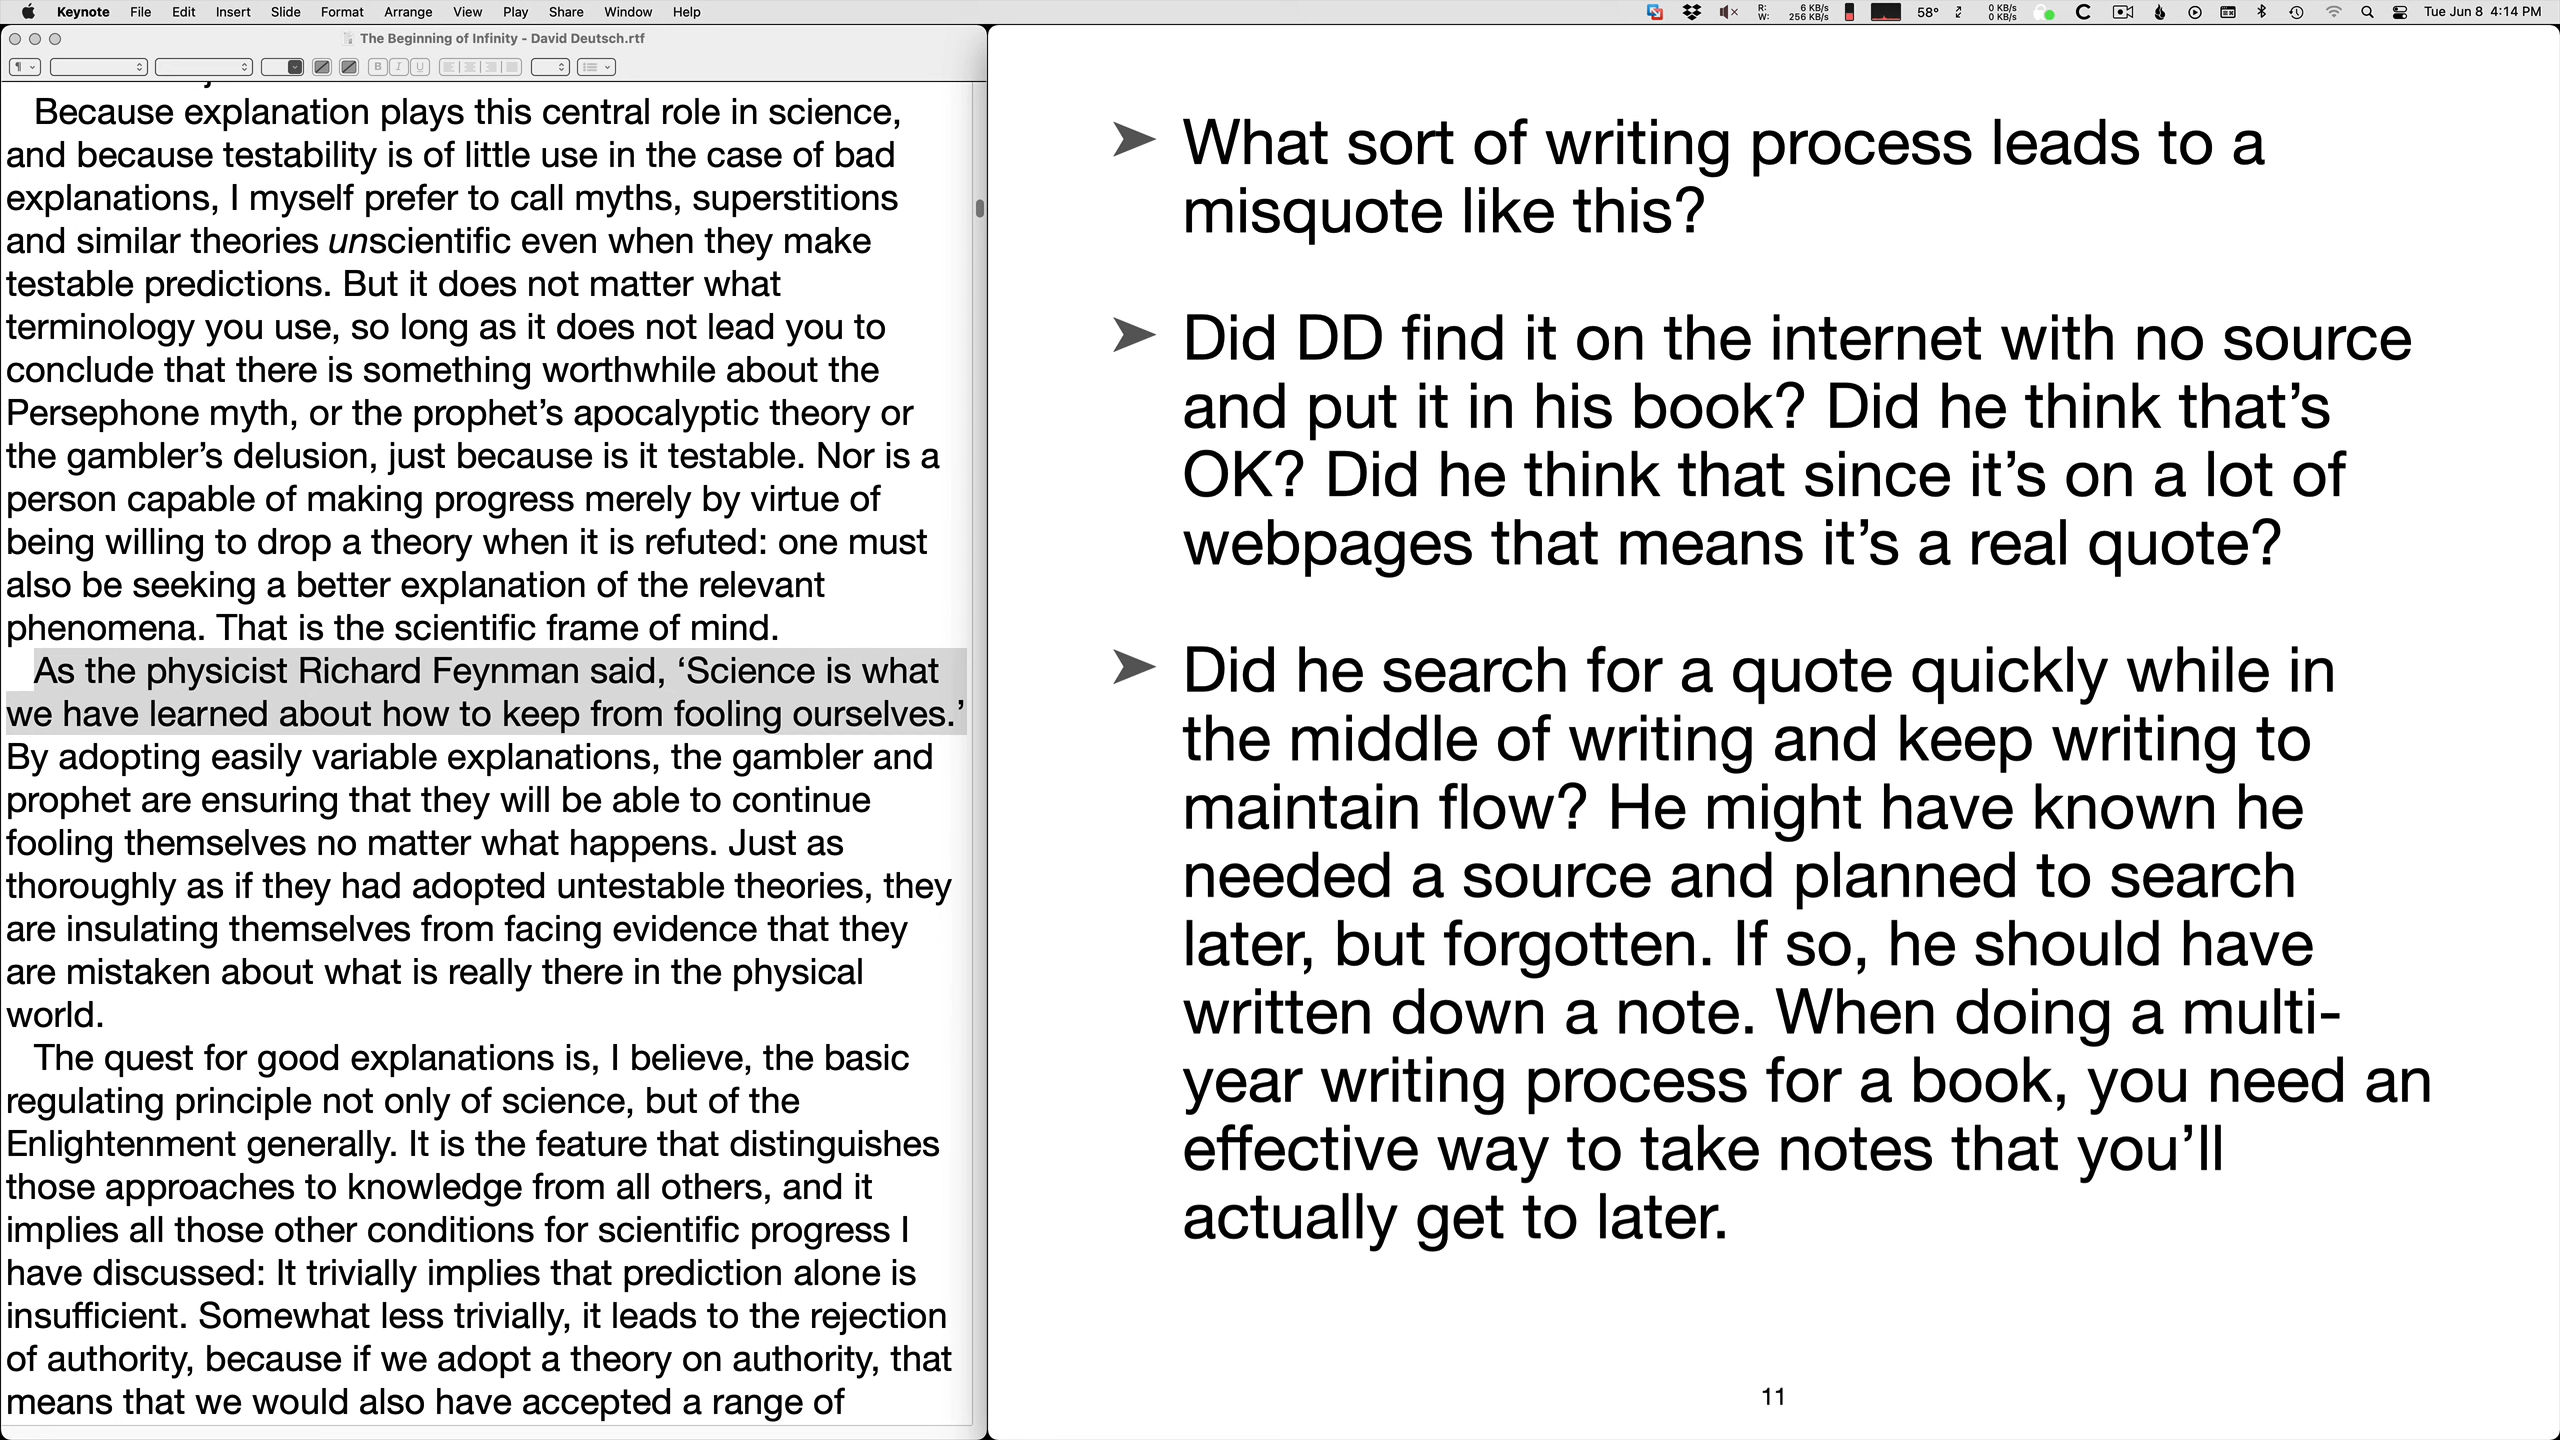 Keynote File Edit Insert Slide Format Arrange View Play Share Window Help
R: 6 KB/s
W: 256 KB/s
58°
0 KB/s
0 KB/s
Tue Jun 8 4:14 PM
The Beginning of Infinity - David Deutsch.rtf
B I U
Because explanation plays this central role in science,
and because testability is of little use in the case of bad
explanations, I myself prefer to call myths, superstitions
and similar theories unscientific even when they make
testable predictions. But it does not matter what
terminology you use, so long as it does not lead you to
conclude that there is something worthwhile about the
Persephone myth, or the prophet’s apocalyptic theory or
the gambler’s delusion, just because is it testable. Nor is a
person capable of making progress merely by virtue of
being willing to drop a theory when it is refuted: one must
also be seeking a better explanation of the relevant
phenomena. That is the scientific frame of mind.
As the physicist Richard Feynman said, ‘Science is what
we have learned about how to keep from fooling ourselves.’
By adopting easily variable explanations, the gambler and
prophet are ensuring that they will be able to continue
fooling themselves no matter what happens. Just as
thoroughly as if they had adopted untestable theories, they
are insulating themselves from facing evidence that they
are mistaken about what is really there in the physical
world.
The quest for good explanations is, I believe, the basic
regulating principle not only of science, but of the
Enlightenment generally. It is the feature that distinguishes
those approaches to knowledge from all others, and it
implies all those other conditions for scientific progress I
have discussed: It trivially implies that prediction alone is
insufficient. Somewhat less trivially, it leads to the rejection
of authority, because if we adopt a theory on authority, that
means that we would also have accepted a range of
➤ What sort of writing process leads to a
misquote like this?
➤ Did DD find it on the internet with no source
and put it in his book? Did he think that’s
OK? Did he think that since it’s on a lot of
webpages that means it’s a real quote?
➤ Did he search for a quote quickly while in
the middle of writing and keep writing to
maintain flow? He might have known he
needed a source and planned to search
later, but forgotten. If so, he should have
written down a note. When doing a multi-
year writing process for a book, you need an
effective way to take notes that you’ll
actually get to later.
11